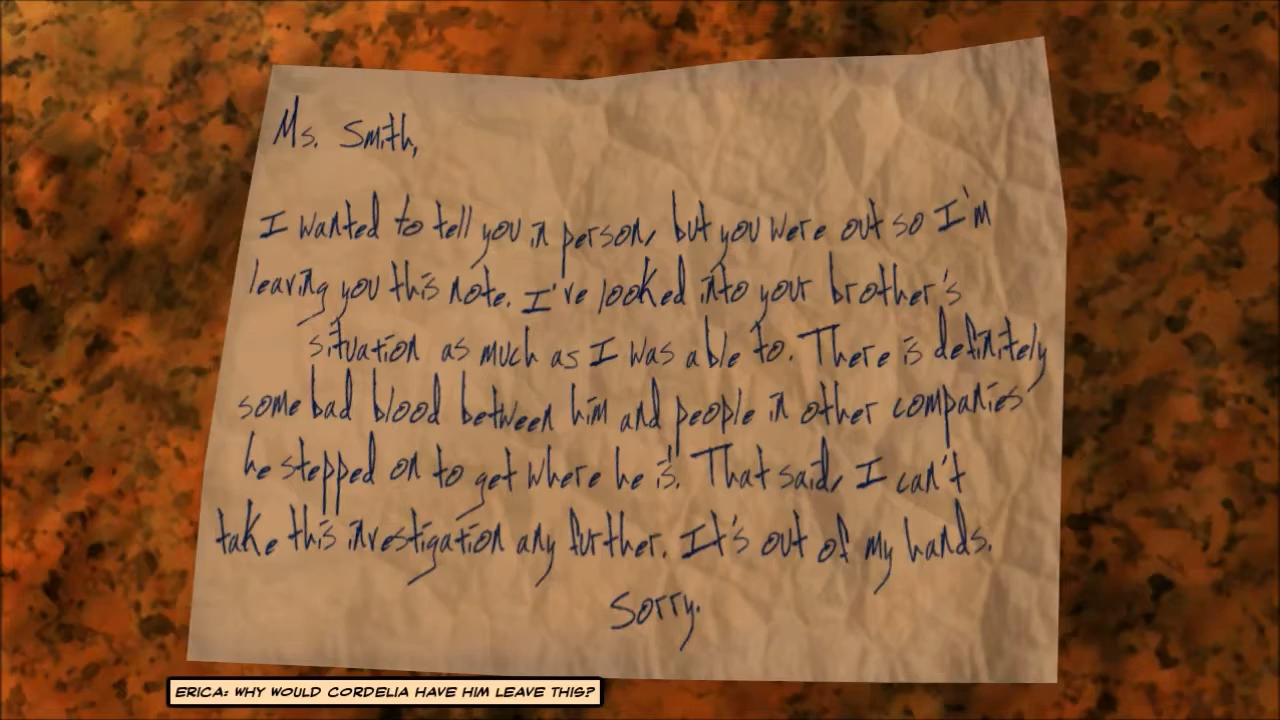 Ms. Smith,
I wanted to tell you in person, but you were out so I'm
leaving you this note. I've looked into your brother's
situation as much as I was able to. There is definitely
some bad blood between him and people in other companies
he stepped on to get where he is. That said, I can't
take this investigation any further. It's out of my hands.
Sorry.
ERICA: WHY WOULD CORDELIA HAVE HIM LEAVE THIS?